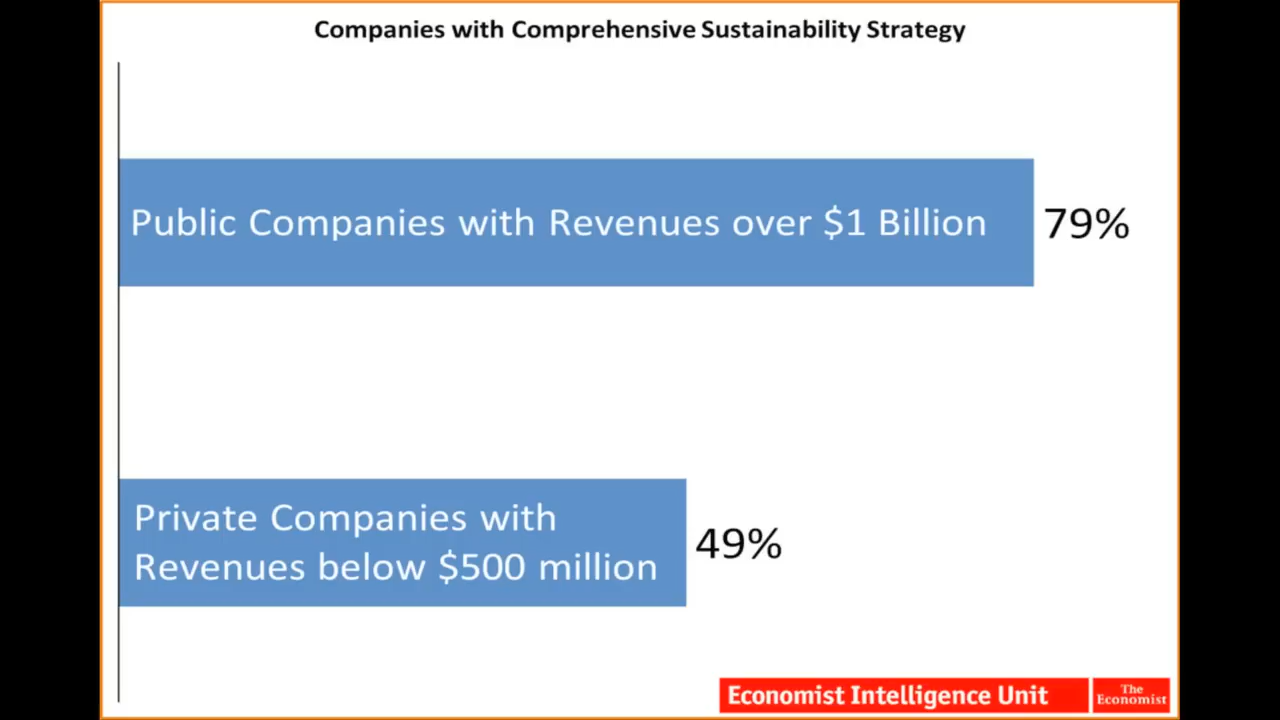 Companies with Comprehensive Sustainability Strategy
Public Companies with Revenues over $1 Billion
79%
Private Companies with
Revenues below $500 million
49%
Economist Intelligence Unit
The
Economist